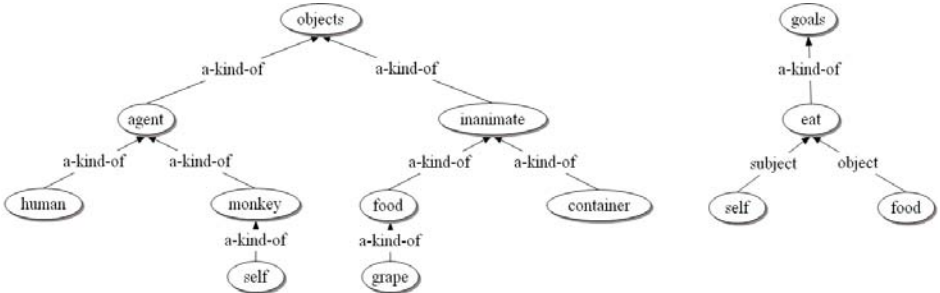 objects
goals
a-kind-of
a-kind-of
a-kind-of
agent
inanimate
eat
a-kind-of
a-kind-of
a-kind-of
a-kind-of
subject
object
human
monkey
food
container
self
food
a-kind-of
a-kind-of
self
grape